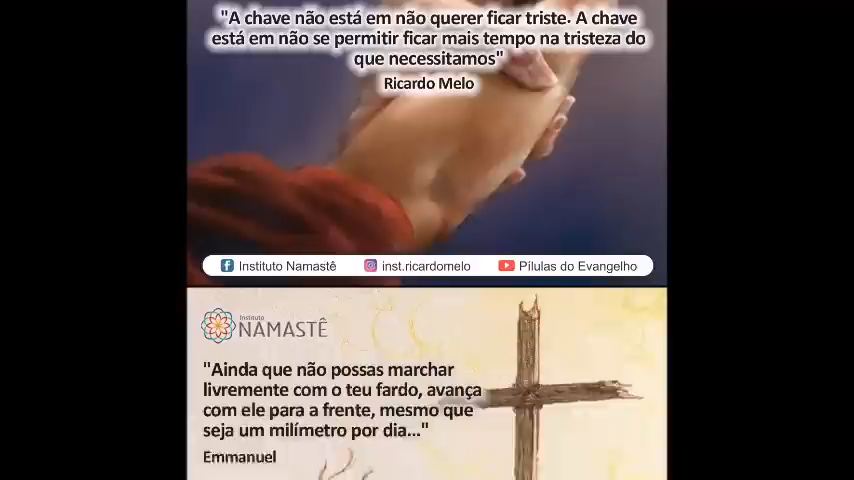 "A chave não está em não querer ficar triste. A chave
está em não se permitir ficar mais tempo na tristeza do
que necessitamos"
Ricardo Melo
Instituto Namastê inst.ricardomelo Pílulas do Evangelho
Instituto
NAMASTÊ
"Ainda que não possas marchar
livremente com o teu fardo, avança
com ele para a frente, mesmo que
seja um milímetro por dia..."
Emmanuel